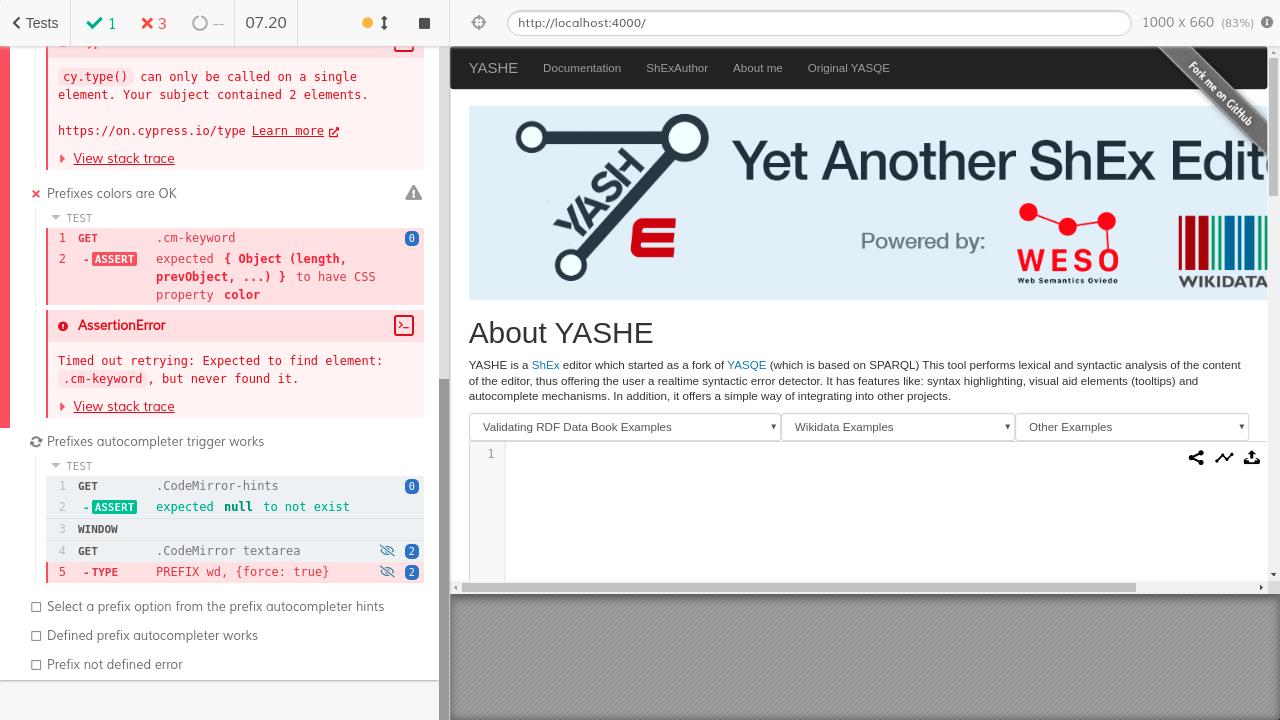 Tests
1
3
--
07.20
http://localhost:4000/
1000 x 660 (83%)
cy.type() can only be called on a single
element. Your subject contained 2 elements.
https://on.cypress.io/type Learn more
View stack trace
Prefixes colors are OK
TEST
1 GET .cm-keyword 0
2 -ASSERT expected { Object (length,
prevObject, ...) } to have CSS
property color
AssertionError
Timed out retrying: Expected to find element:
.cm-keyword, but never found it.
View stack trace
Prefixes autocompleter trigger works
TEST
1 GET .CodeMirror-hints 0
2 -ASSERT expected null to not exist
3 WINDOW
4 GET .CodeMirror textarea 2
5 -TYPE PREFIX wd, {force: true} 2
Select a prefix option from the prefix autocompleter hints
Defined prefix autocompleter works
Prefix not defined error
YASHE Documentation ShExAuthor About me Original YASQE
Fork me on GitHub
YASH
E
Yet Another ShEx Edit
Powered by:
WESO
Web Semantics Oviedo
WIKIDATA
About YASHE
YASHE is a ShEx editor which started as a fork of YASQE (which is based on SPARQL) This tool performs lexical and syntactic analysis of the content
of the editor, thus offering the user a realtime syntactic error detector. It has features like: syntax highlighting, visual aid elements (tooltips) and
autocomplete mechanisms. In addition, it offers a simple way of integrating into other projects.
Validating RDF Data Book Examples Wikidata Examples Other Examples
1